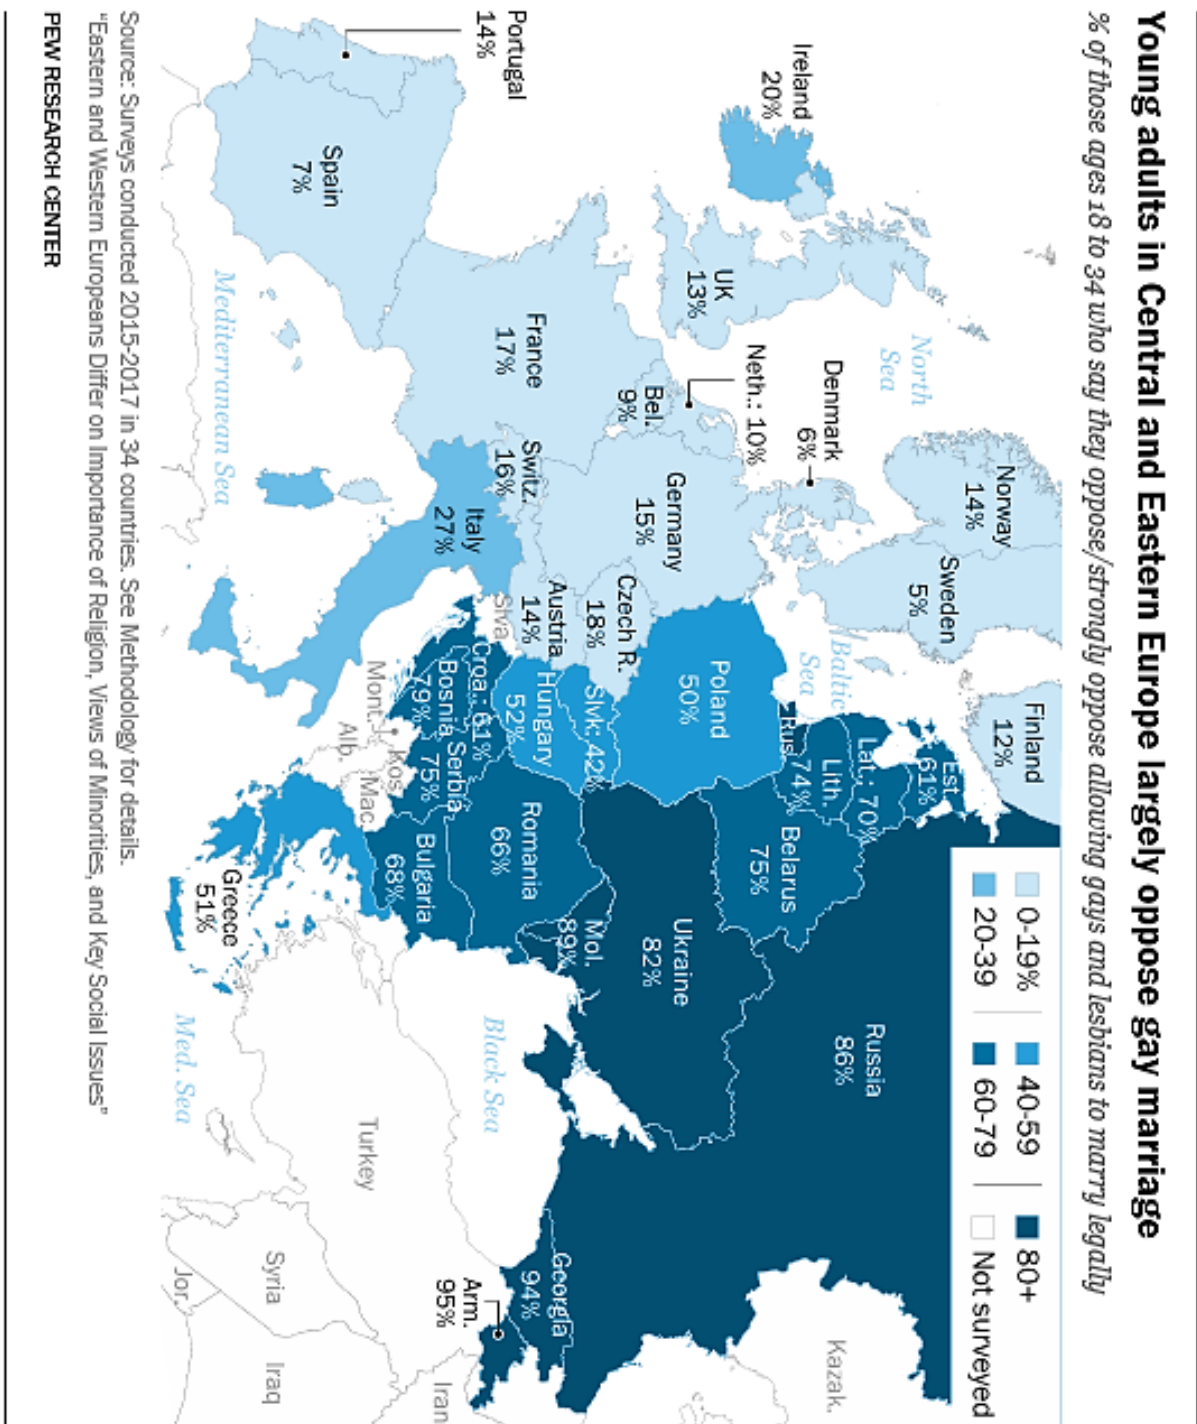 Young adults in Central and Eastern Europe largely oppose gay marriage
% of those ages 18 to 34 who say they oppose/strongly oppose allowing gays and lesbians to marry legally
0-19%
20-39
40-59
60-79
80+
Not surveyed
Norway
14%
Sweden
5%
Finland
12%
North
Sea
Denmark
6%
Baltic
Sea
Est.
61%
Lat.: 70%
Lith.
74%
Rus.
Ireland
20%
UK
13%
Neth.: 10%
Bel.
9%
Germany
15%
Poland
50%
Belarus
75%
Russia
86%
Kazak.
Czech R.
18%
Slvk: 42%
Ukraine
82%
Mol.
89%
France
17%
Switz.
16%
Austria
14%
Hungary
52%
Romania
66%
Portugal
14%
Spain
7%
Italy
27%
Slva
Croa.: 61%
Bosnia
79%
Serbia
75%
Bulgaria
68%
Mont.
Kos.
Alb.
Mac.
Black Sea
Georgia
94%
Arm.
95%
Iran
Turkey
Greece
51%
Mediterranean Sea
Med. Sea
Syria
Iraq
Jor.
Source: Surveys conducted 2015-2017 in 34 countries. See Methodology for details.
"Eastern and Western Europeans Differ on Importance of Religion, Views of Minorities, and Key Social Issues"
PEW RESEARCH CENTER